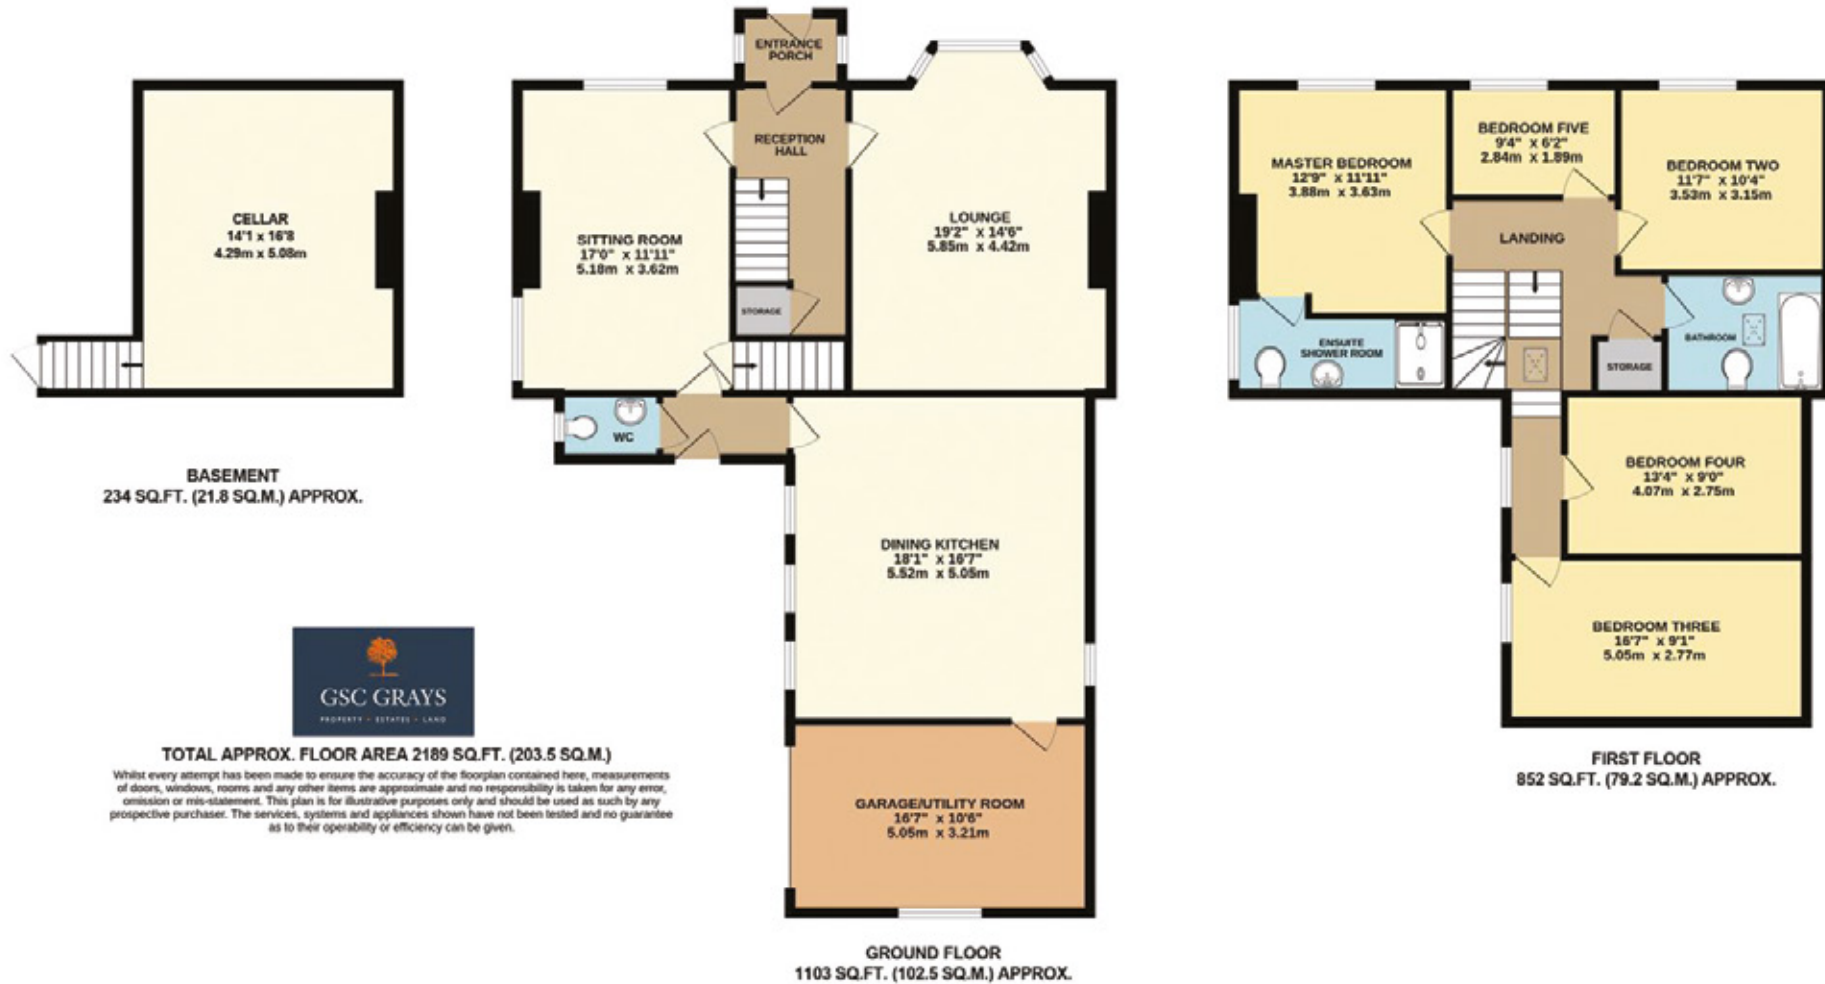 CELLAR
14'1 x 16'8
4.29m x 5.08m
BASEMENT
234 SQ.FT. (21.8 SQ.M.) APPROX.
ENTRANCE
PORCH
RECEPTION
HALL
SITTING ROOM
17'0" x 11'11"
5.18m x 3.62m
STORAGE
LOUNGE
19'2" x 14'6"
5.85m x 4.42m
WC
DINING KITCHEN
18'1" x 16'7"
5.52m x 5.05m
GARAGE/UTILITY ROOM
16'7" x 10'6"
5.05m x 3.21m
GROUND FLOOR
1103 SQ.FT. (102.5 SQ.M.) APPROX.
MASTER BEDROOM
12'9" x 11'11"
3.88m x 3.63m
BEDROOM FIVE
9'4" x 6'2"
2.84m x 1.89m
BEDROOM TWO
11'7" x 10'4"
3.53m x 3.15m
LANDING
ENSUITE
SHOWER ROOM
BATHROOM
STORAGE
BEDROOM FOUR
13'4" x 9'0"
4.07m x 2.75m
BEDROOM THREE
16'7" x 9'1"
5.05m x 2.77m
FIRST FLOOR
852 SQ.FT. (79.2 SQ.M.) APPROX.
GSC GRAYS
PROPERTY • ESTATES • LAND
TOTAL APPROX. FLOOR AREA 2189 SQ.FT. (203.5 SQ.M.)
Whilst every attempt has been made to ensure the accuracy of the floorplan contained here, measurements
of doors, windows, rooms and any other items are approximate and no responsibility is taken for any error,
omission or mis-statement. This plan is for illustrative purposes only and should be used as such by any
prospective purchaser. The services, systems and appliances shown have not been tested and no guarantee
as to their operability or efficiency can be given.